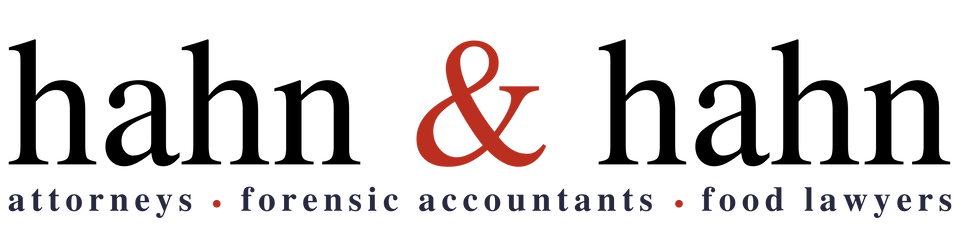 hahn & hahn
attorneys • forensic accountants • food lawyers